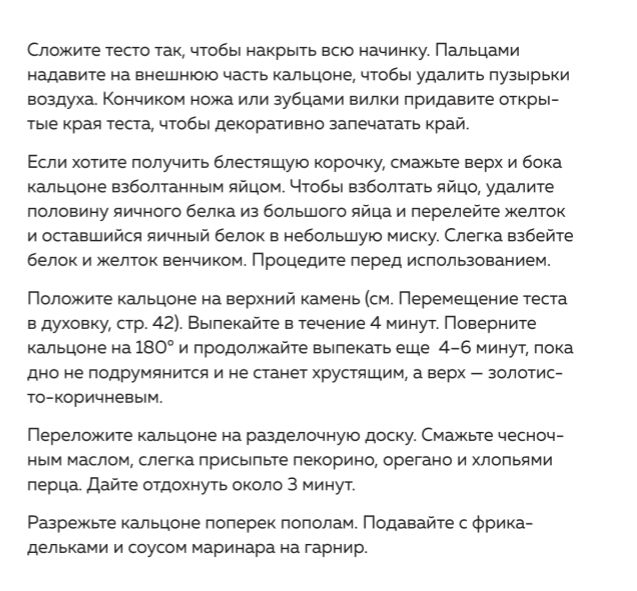 Сложите тесто так, чтобы накрыть всю начинку. Пальцами
надавите на внешнюю часть кальцоне, чтобы удалить пузырьки
воздуха. Кончиком ножа или зубцами вилки придавите откры-
тые края теста, чтобы декоративно запечатать край.
Если хотите получить блестящую корочку, смажьте верх и бока
кальцоне взболтанным яйцом. Чтобы взболтать яйцо, удалите
половину яичного белка из большого яйца и перелейте желток
и оставшийся яичный белок в небольшую миску. Слегка взбейте
белок и желток венчиком. Процедите перед использованием.
Положите кальцоне на верхний камень (см. Перемещение теста
в духовку, стр. 42). Выпекайте в течение 4 минут. Поверните
кальцоне на 180° и продолжайте выпекать еще 4–6 минут, пока
дно не подрумянится и не станет хрустящим, а верх — золотис-
то-коричневым.
Переложите кальцоне на разделочную доску. Смажьте чесноч-
ным маслом, слегка присыпьте пекорино, орегано и хлопьями
перца. Дайте отдохнуть около 3 минут.
Разрежьте кальцоне поперек пополам. Подавайте с фрика-
дельками и соусом маринара на гарнир.